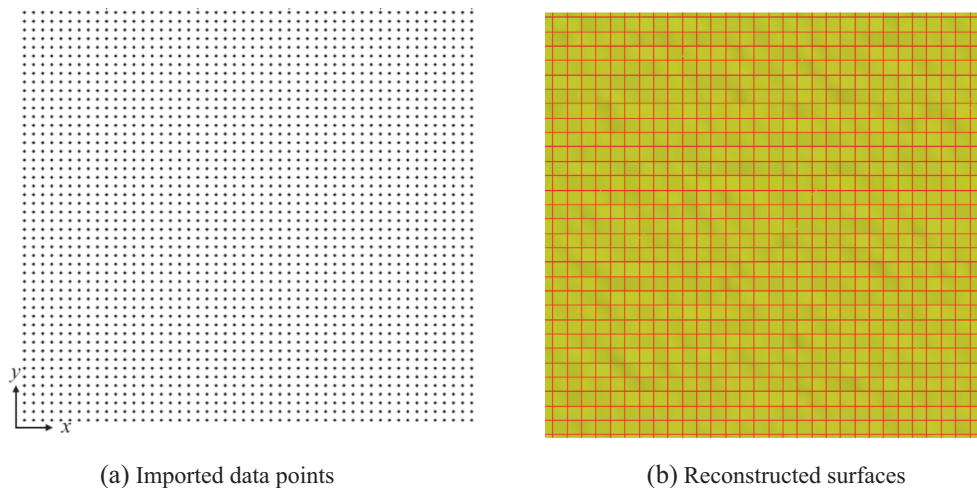 y
x
(a) Imported data points
(b) Reconstructed surfaces